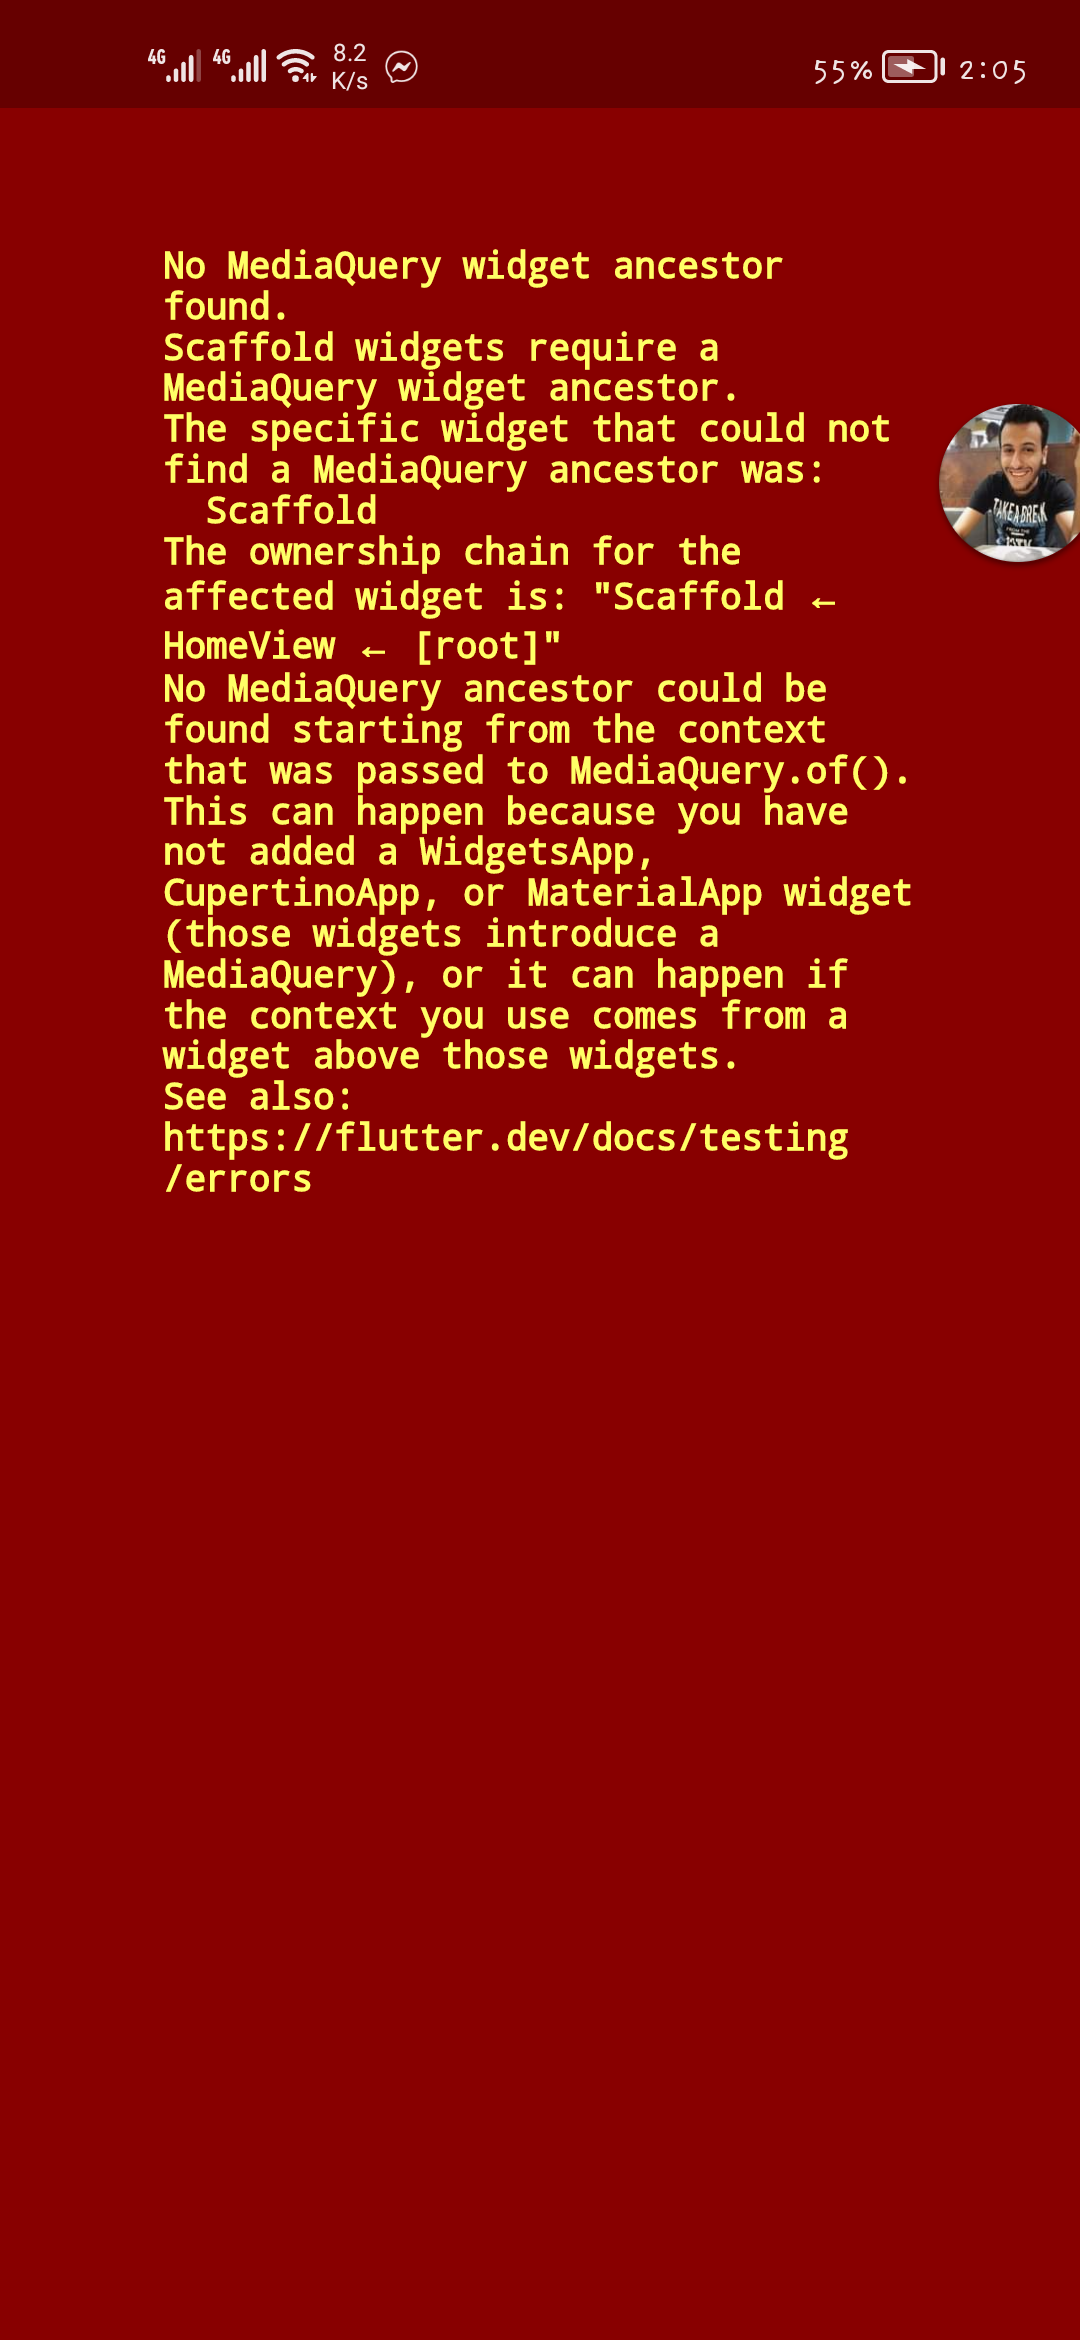 4G 4G 8.2 K/s 55% 2:05
No MediaQuery widget ancestor
found.
Scaffold widgets require a
MediaQuery widget ancestor.
The specific widget that could not
find a MediaQuery ancestor was:
Scaffold
The ownership chain for the
affected widget is: "Scaffold ←
HomeView ← [root]"
No MediaQuery ancestor could be
found starting from the context
that was passed to MediaQuery.of().
This can happen because you have
not added a WidgetsApp,
CupertinoApp, or MaterialApp widget
(those widgets introduce a
MediaQuery), or it can happen if
the context you use comes from a
widget above those widgets.
See also:
https://flutter.dev/docs/testing
/errors
TAKE A BREAK